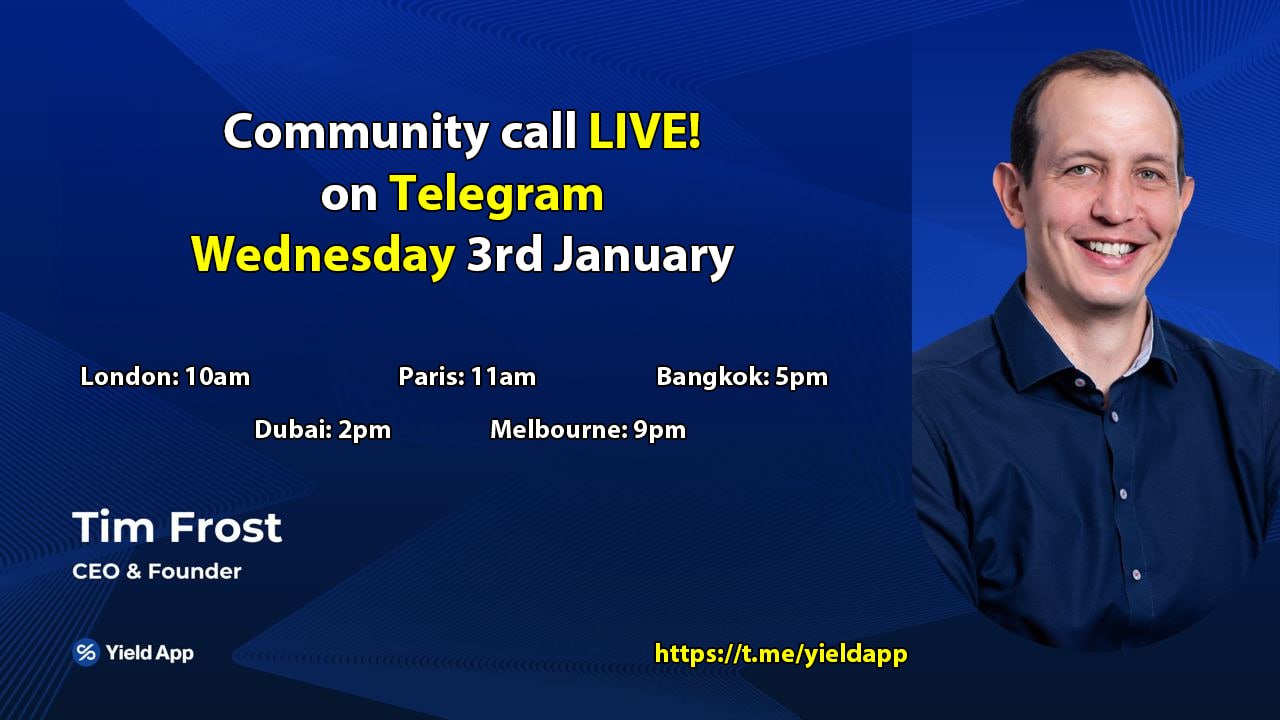 Community call LIVE!
on Telegram
Wednesday 3rd January
London: 10am Paris: 11am Bangkok: 5pm
Dubai: 2pm Melbourne: 9pm
Tim Frost
CEO & Founder
Yield App
https://t.me/yieldapp